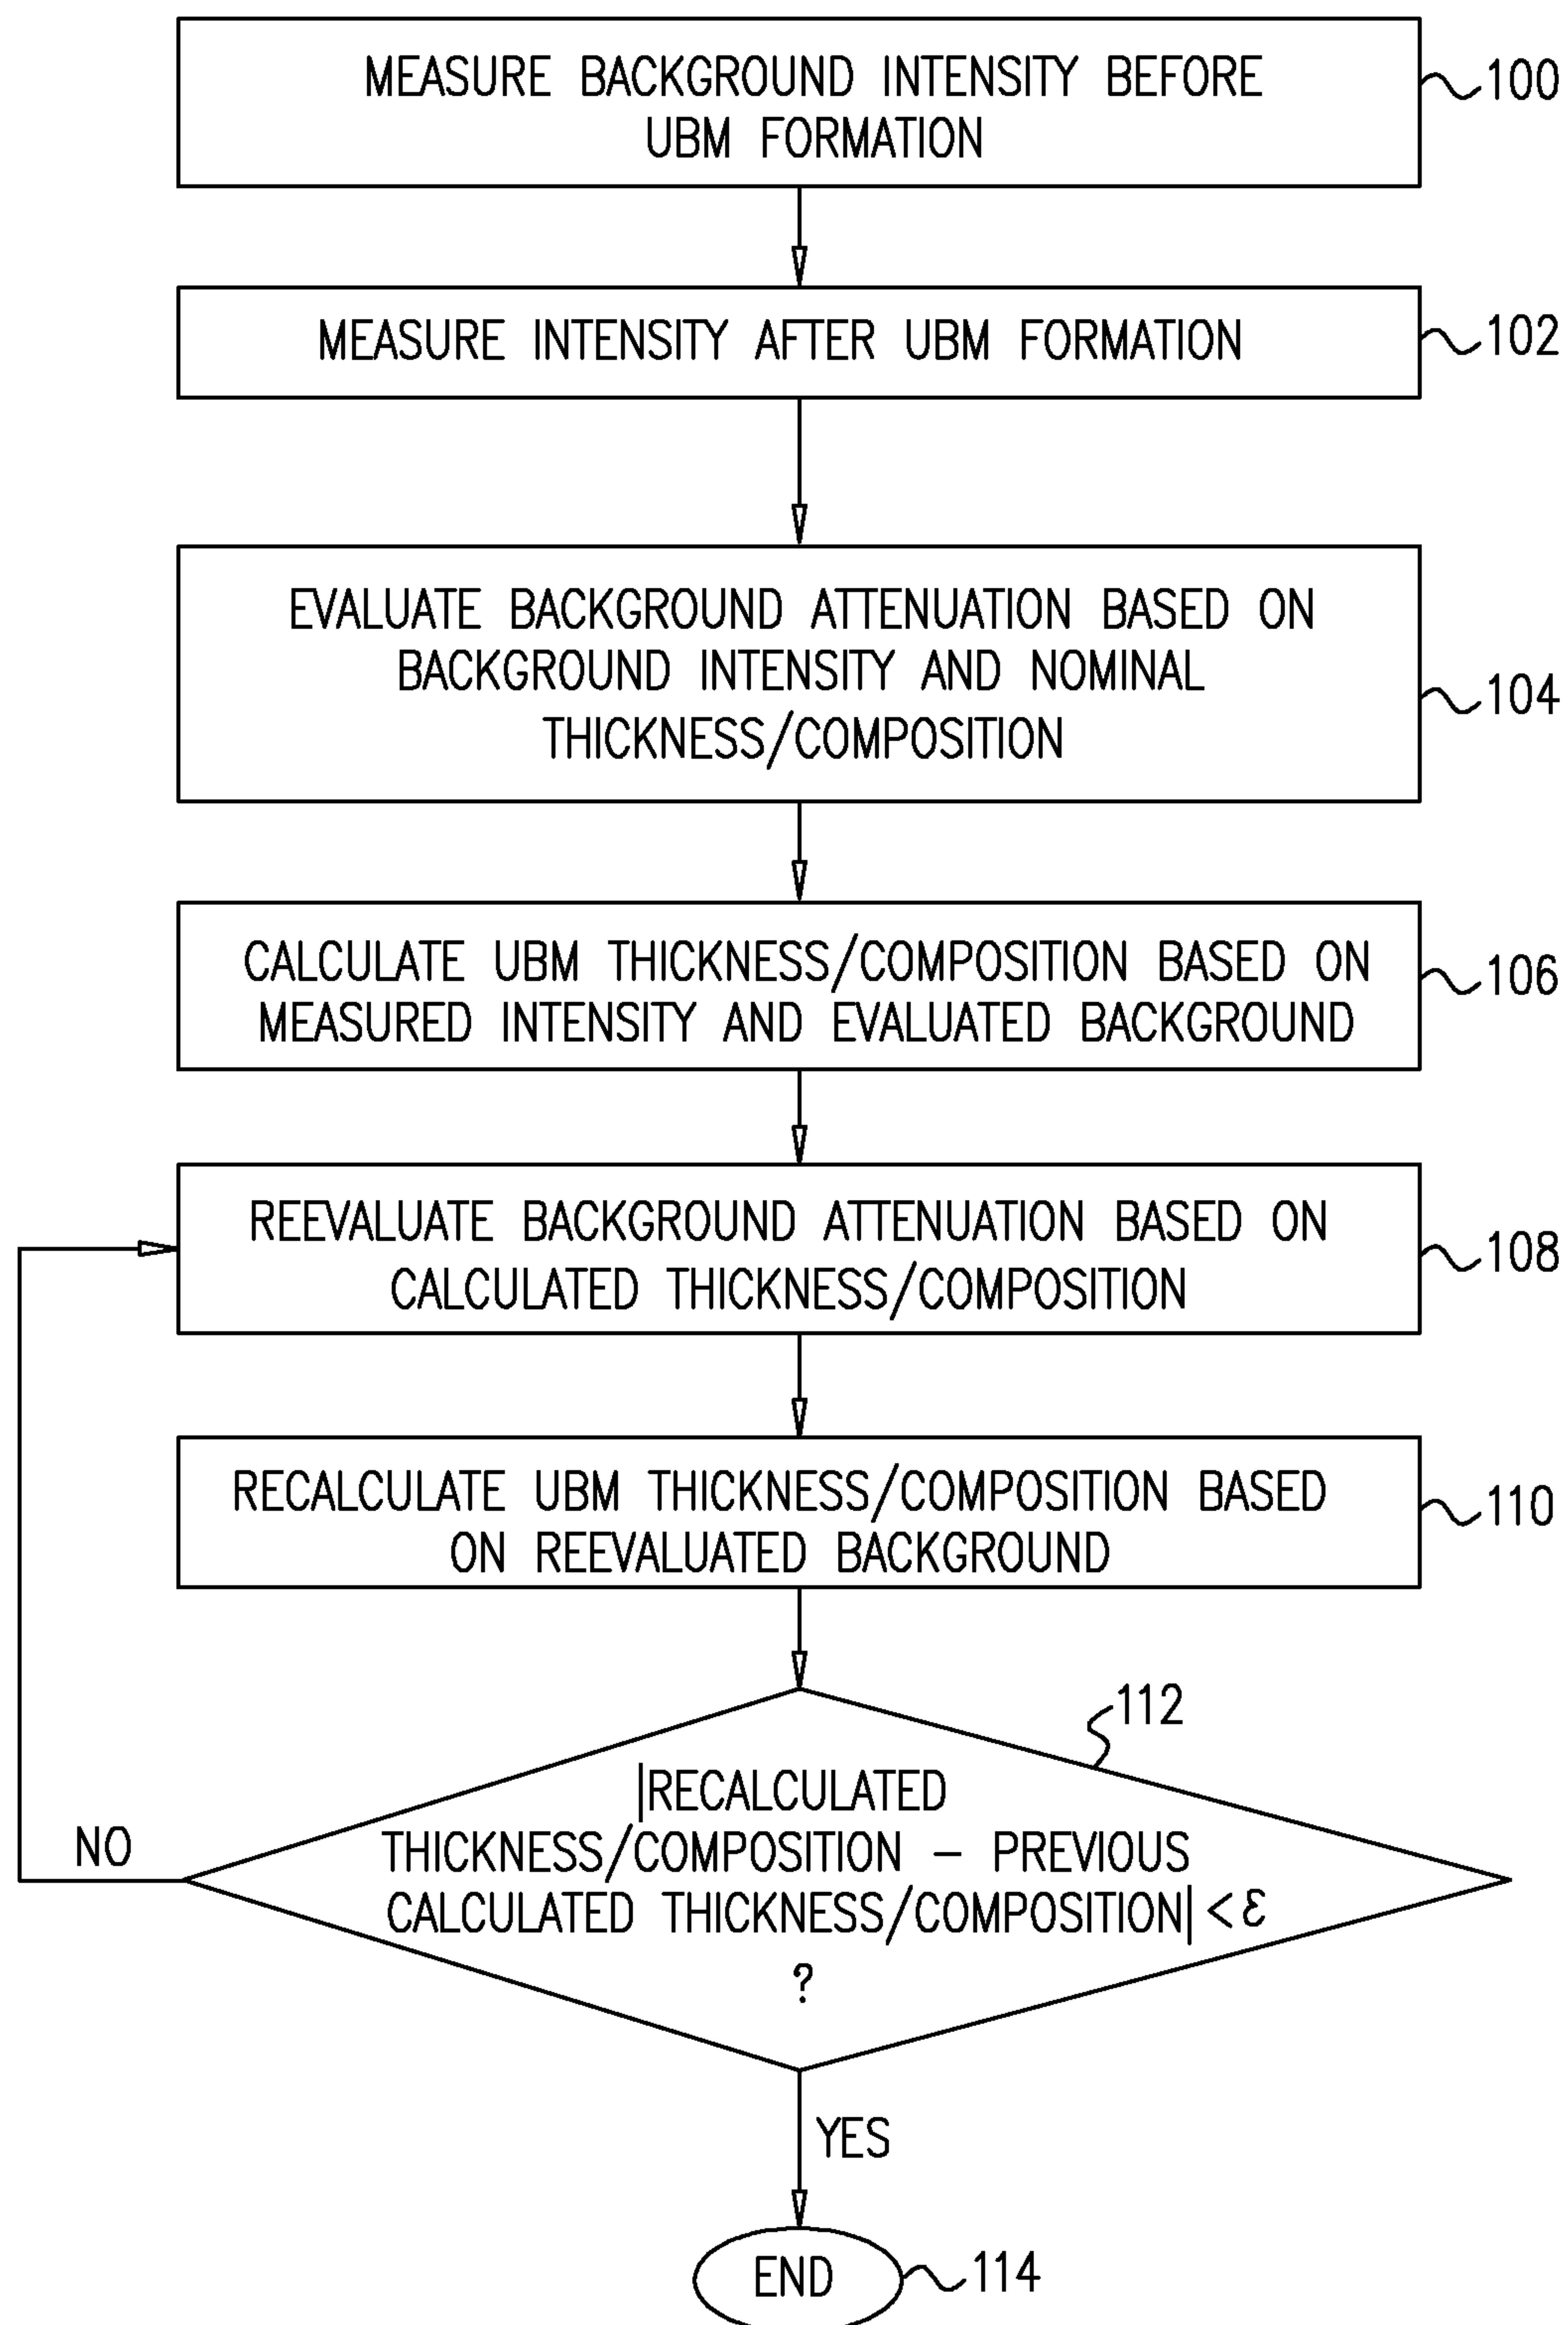 MEASURE BACKGROUND INTENSITY BEFORE
UBM FORMATION
100
MEASURE INTENSITY AFTER UBM FORMATION
102
EVALUATE BACKGROUND ATTENUATION BASED ON
BACKGROUND INTENSITY AND NOMINAL
THICKNESS/COMPOSITION
104
CALCULATE UBM THICKNESS/COMPOSITION BASED ON
MEASURED INTENSITY AND EVALUATED BACKGROUND
106
REEVALUATE BACKGROUND ATTENUATION BASED ON
CALCULATED THICKNESS/COMPOSITION
108
RECALCULATE UBM THICKNESS/COMPOSITION BASED
ON REEVALUATED BACKGROUND
110
112
|RECALCULATED
THICKNESS/COMPOSITION – PREVIOUS
CALCULATED THICKNESS/COMPOSITION| < ε
?
NO
YES
END
114